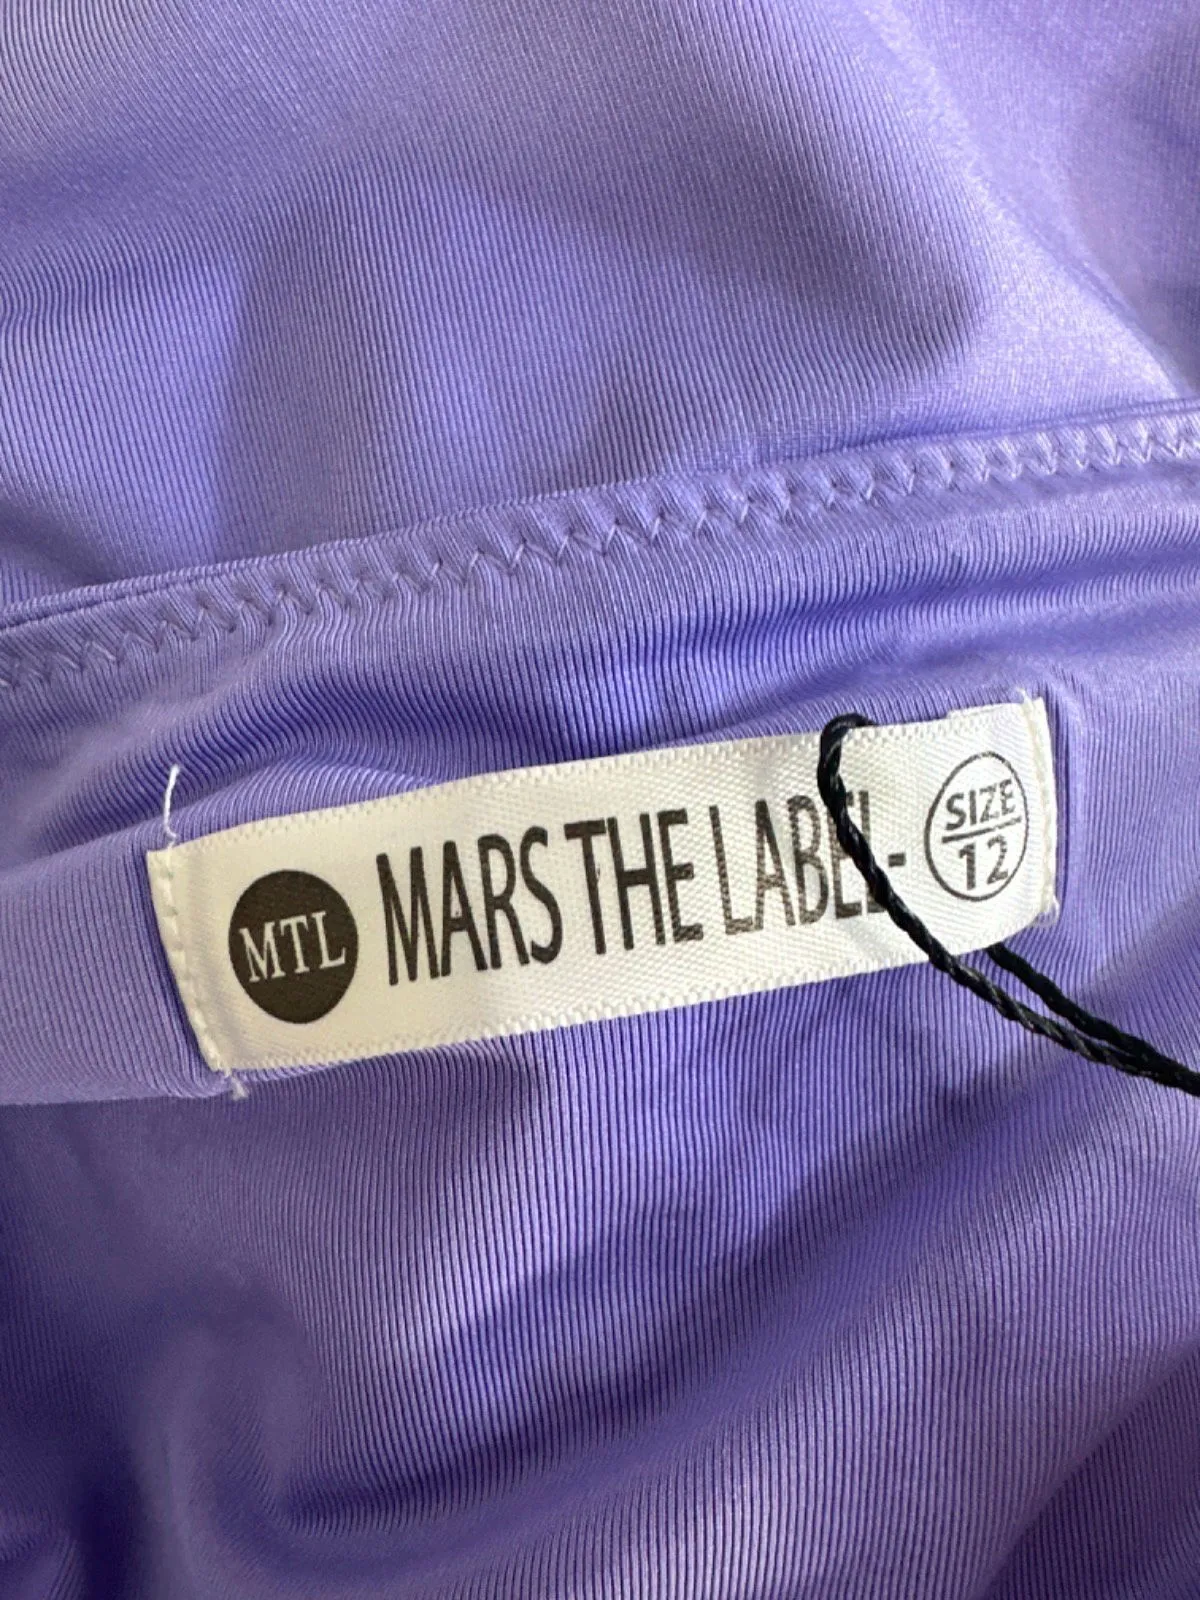 MTL
MARS THE LABEL-
SIZE
12